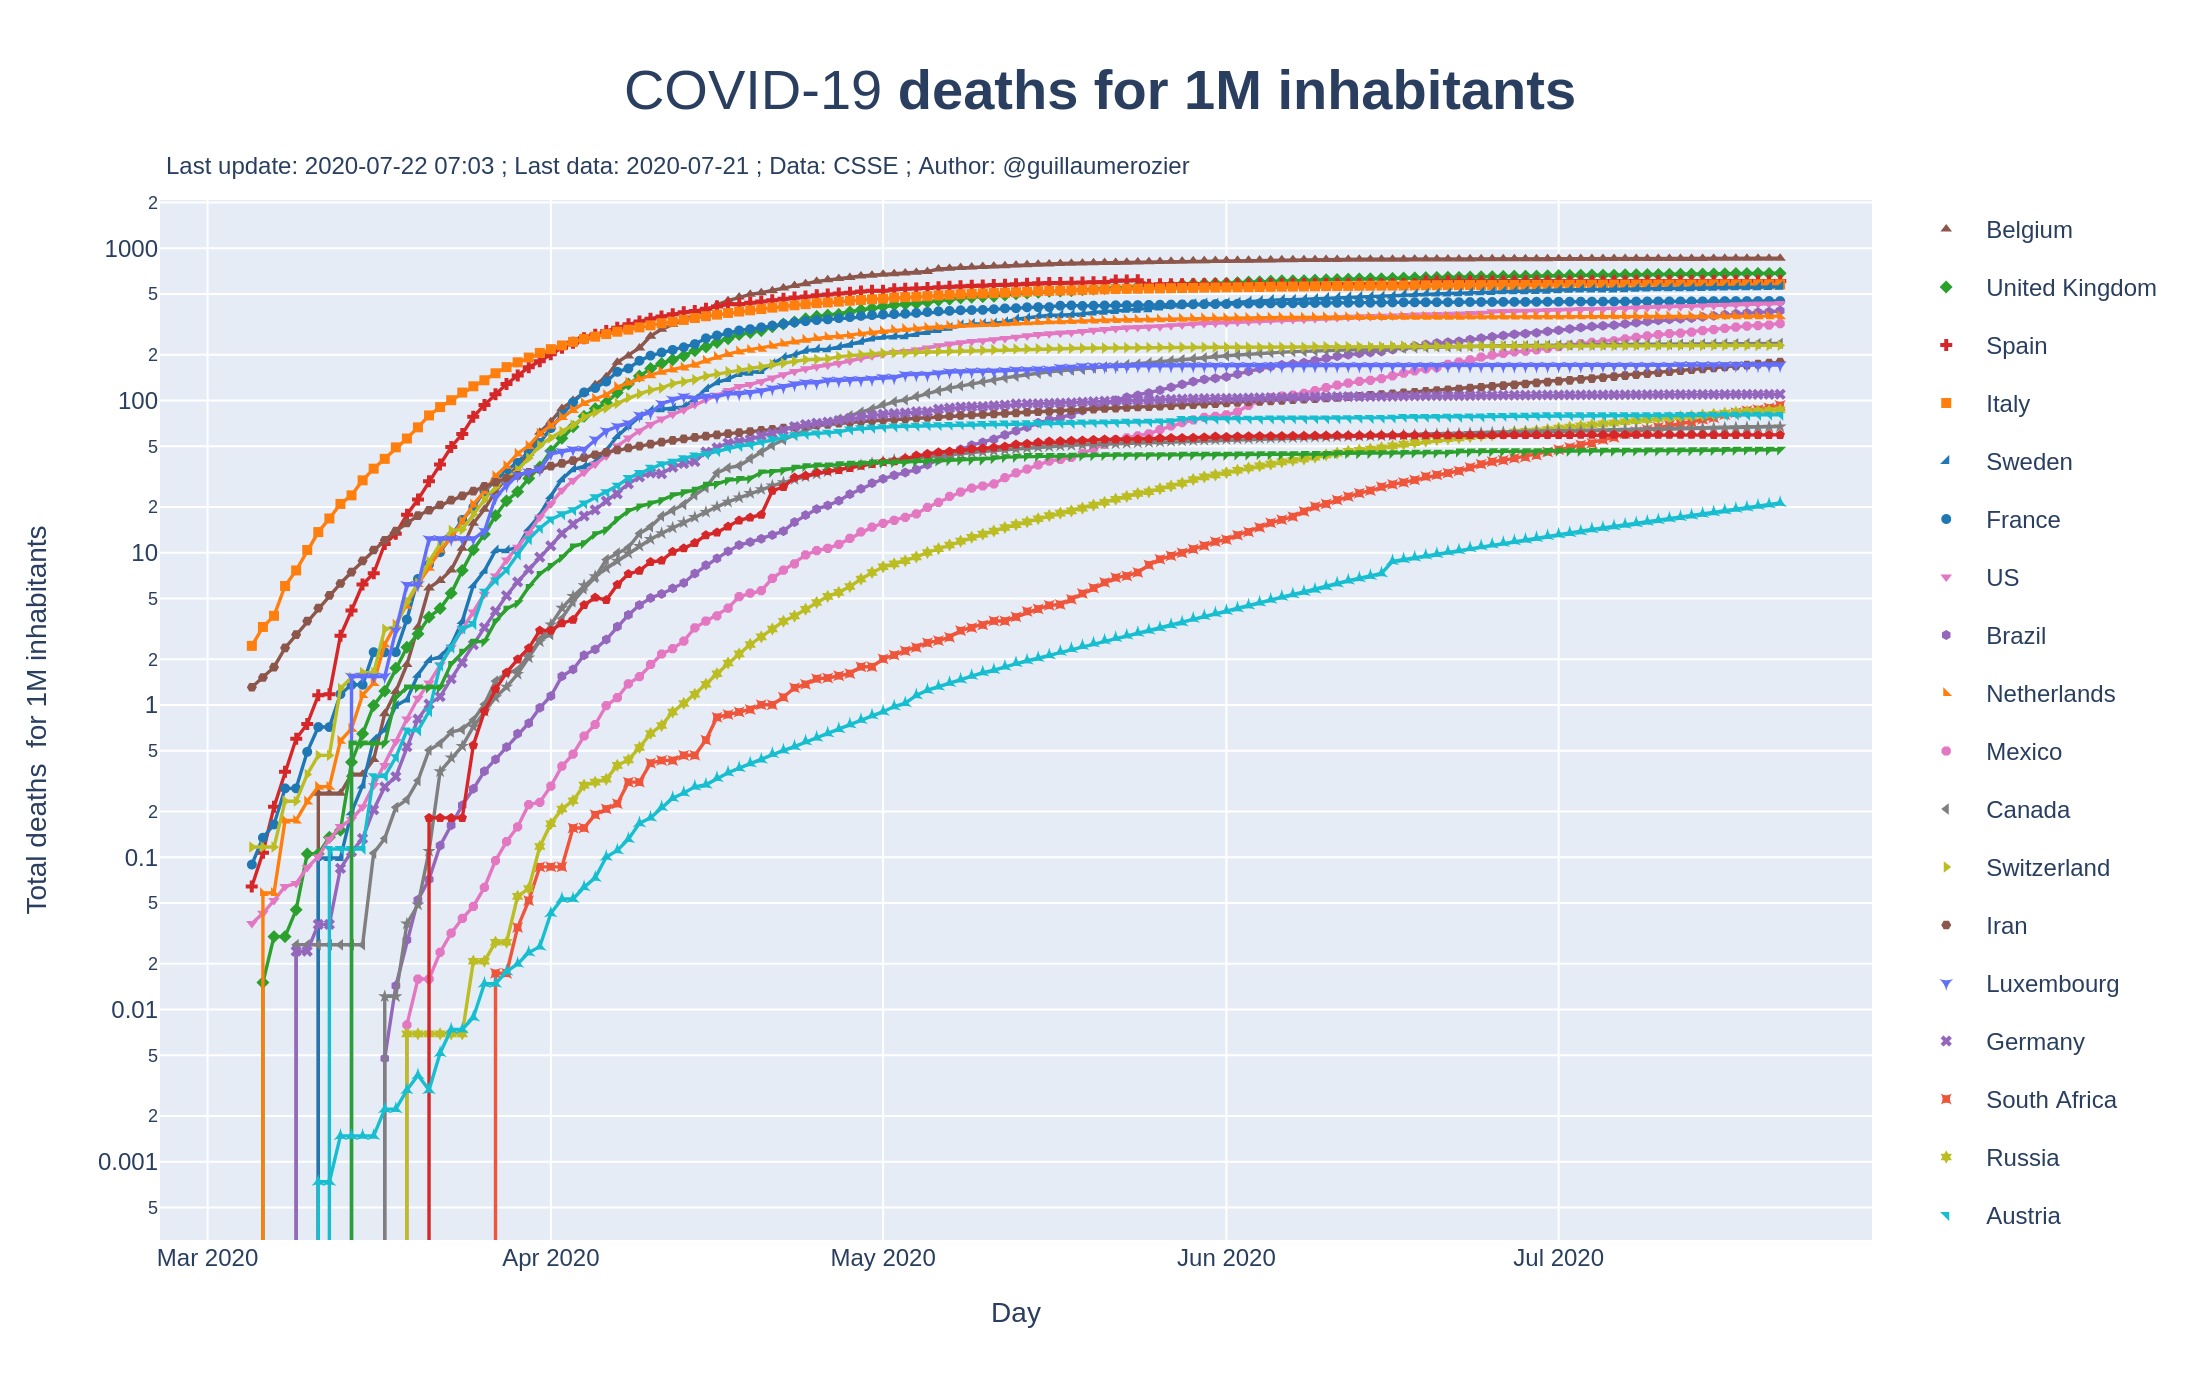 COVID-19 deaths for 1M inhabitants
Last update: 2020-07-22 07:03 ; Last data: 2020-07-21 ; Data: CSSE ; Author: @guillaumerozier
Total deaths for 1M inhabitants
2
1000
5
2
100
5
2
10
5
2
1
5
2
0.1
5
2
0.01
5
2
0.001
5
Mar 2020
Apr 2020
May 2020
Jun 2020
Jul 2020
Day
Belgium
United Kingdom
Spain
Italy
Sweden
France
US
Brazil
Netherlands
Mexico
Canada
Switzerland
Iran
Luxembourg
Germany
South Africa
Russia
Austria